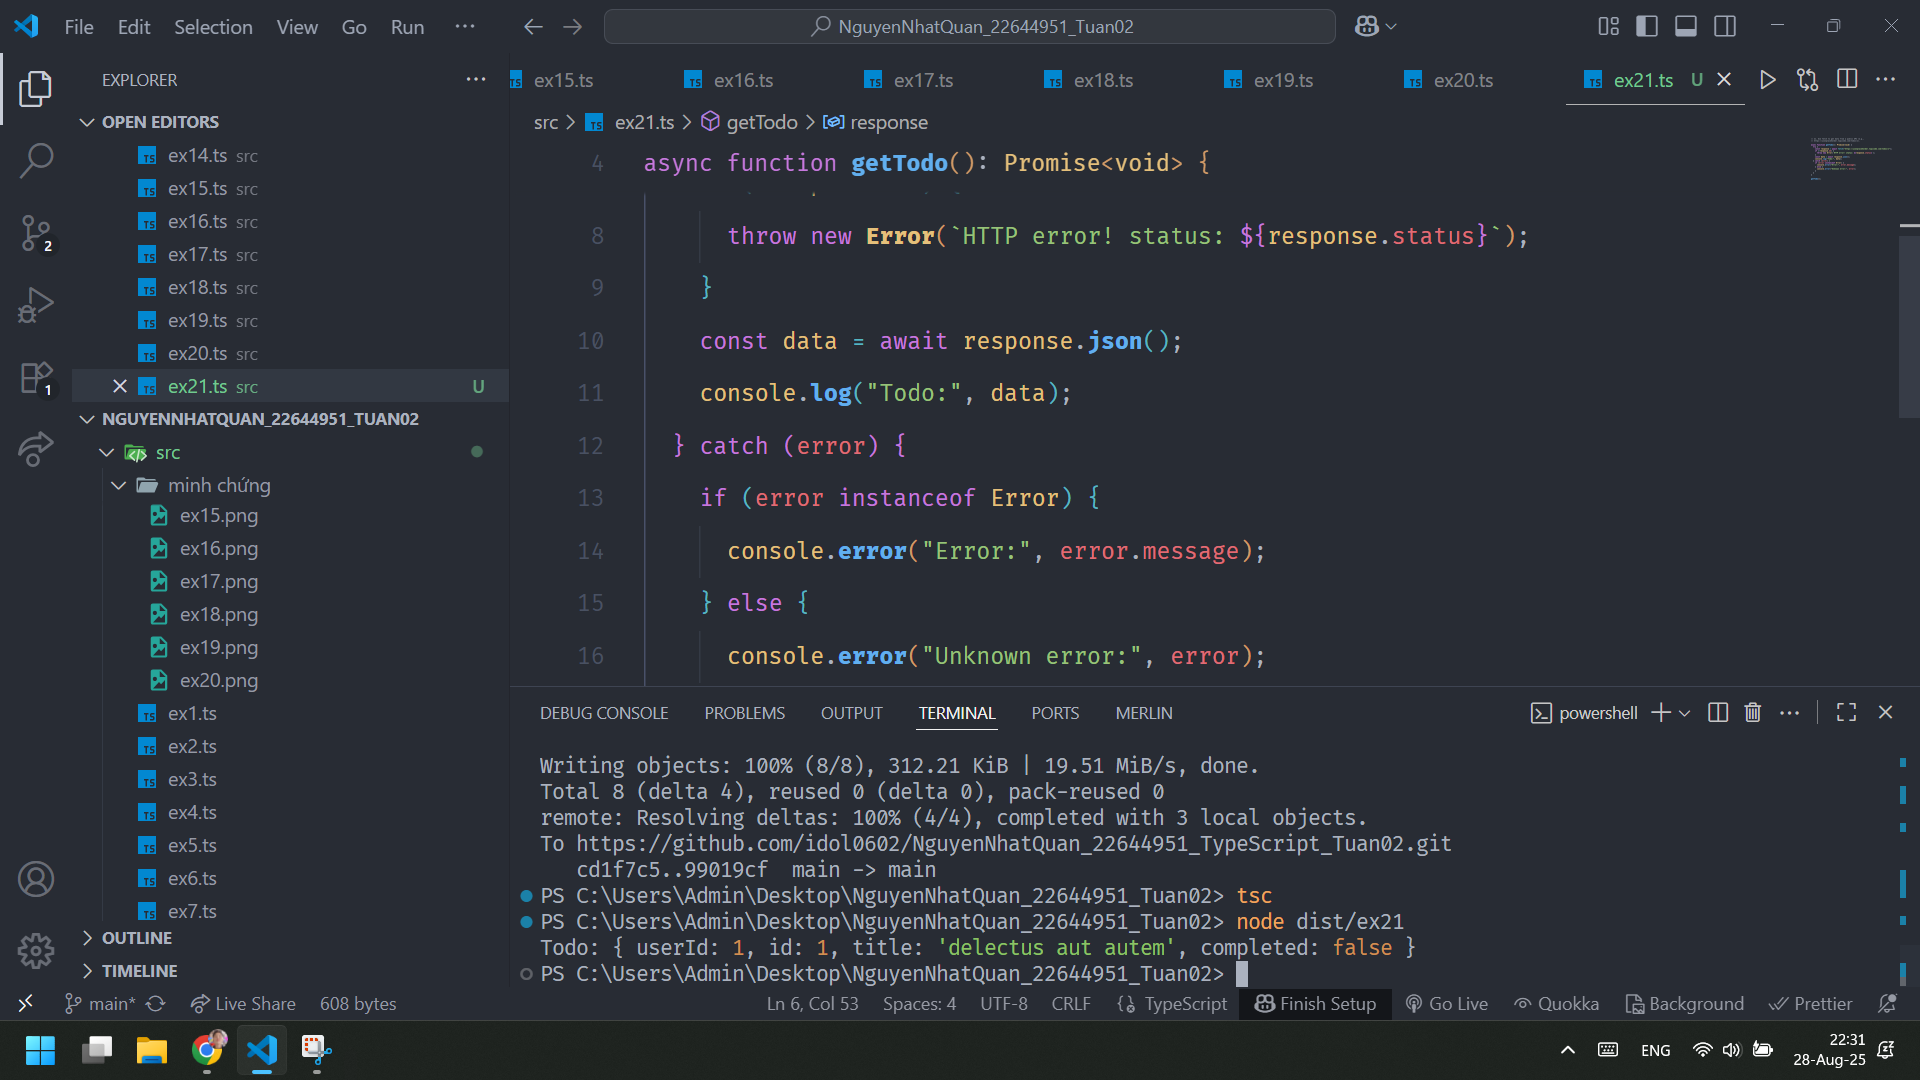 File Edit Selection View Go Run ···
NguyenNhatQuan_22644951_Tuan02
EXPLORER
OPEN EDITORS
ex14.ts src
ex15.ts src
ex16.ts src
ex17.ts src
ex18.ts src
ex19.ts src
ex20.ts src
ex21.ts src U
NGUYENNHATQUAN_22644951_TUAN02
src
minh chứng
ex15.png
ex16.png
ex17.png
ex18.png
ex19.png
ex20.png
ex1.ts
ex2.ts
ex3.ts
ex4.ts
ex5.ts
ex6.ts
ex7.ts
OUTLINE
TIMELINE
2
1
ex15.ts ex16.ts ex17.ts ex18.ts ex19.ts ex20.ts ex21.ts U
src > ex21.ts > getTodo > response
4 async function getTodo(): Promise<void> {
8 throw new Error(`HTTP error! status: ${response.status}`);
9 }
10 const data = await response.json();
11 console.log("Todo:", data);
12 } catch (error) {
13 if (error instanceof Error) {
14 console.error("Error:", error.message);
15 } else {
16 console.error("Unknown error:", error);
DEBUG CONSOLE PROBLEMS OUTPUT TERMINAL PORTS MERLIN powershell
Writing objects: 100% (8/8), 312.21 KiB | 19.51 MiB/s, done.
Total 8 (delta 4), reused 0 (delta 0), pack-reused 0
remote: Resolving deltas: 100% (4/4), completed with 3 local objects.
To https://github.com/idol0602/NguyenNhatQuan_22644951_TypeScript_Tuan02.git
cd1f7c5..99019cf main -> main
PS C:\Users\Admin\Desktop\NguyenNhatQuan_22644951_Tuan02> tsc
PS C:\Users\Admin\Desktop\NguyenNhatQuan_22644951_Tuan02> node dist/ex21
Todo: { userId: 1, id: 1, title: 'delectus aut autem', completed: false }
PS C:\Users\Admin\Desktop\NguyenNhatQuan_22644951_Tuan02>
main* Live Share 608 bytes Ln 6, Col 53 Spaces: 4 UTF-8 CRLF {} TypeScript Finish Setup Go Live Quokka Background Prettier
ENG
22:31
28-Aug-25